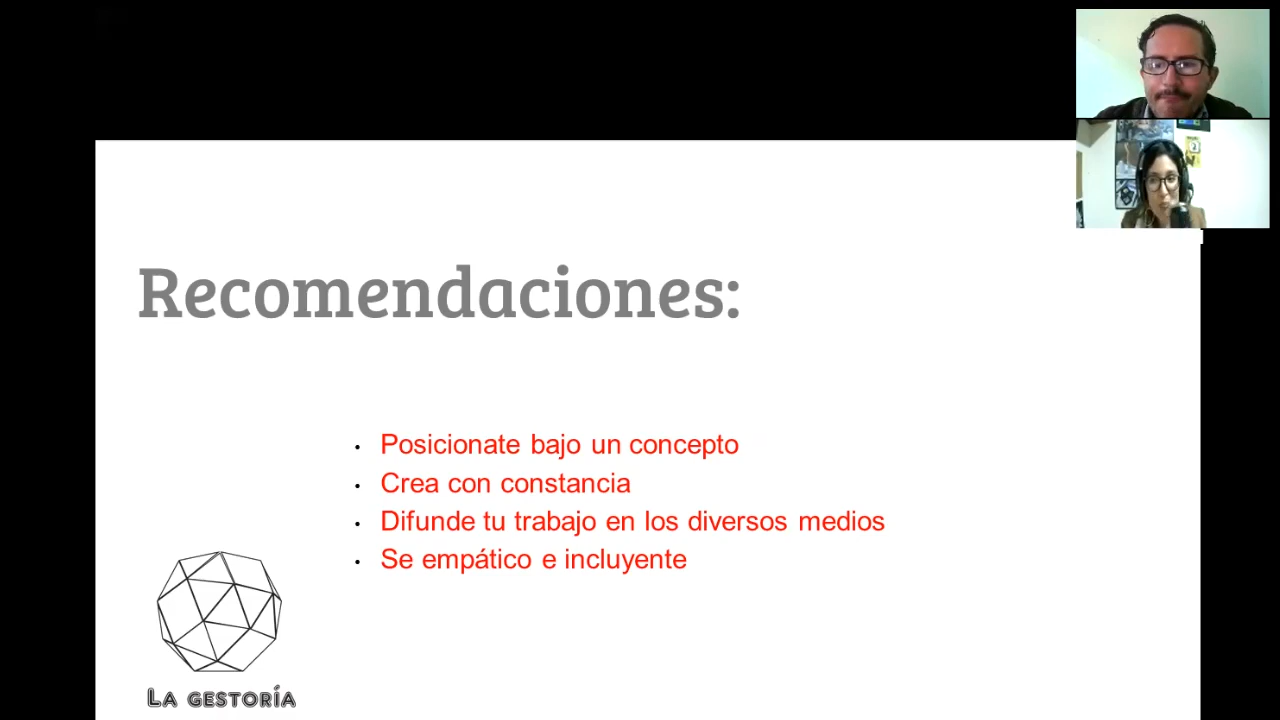 Recomendaciones:
• Posicionate bajo un concepto
• Crea con constancia
• Difunde tu trabajo en los diversos medios
• Se empático e incluyente
LA GESTORÍA